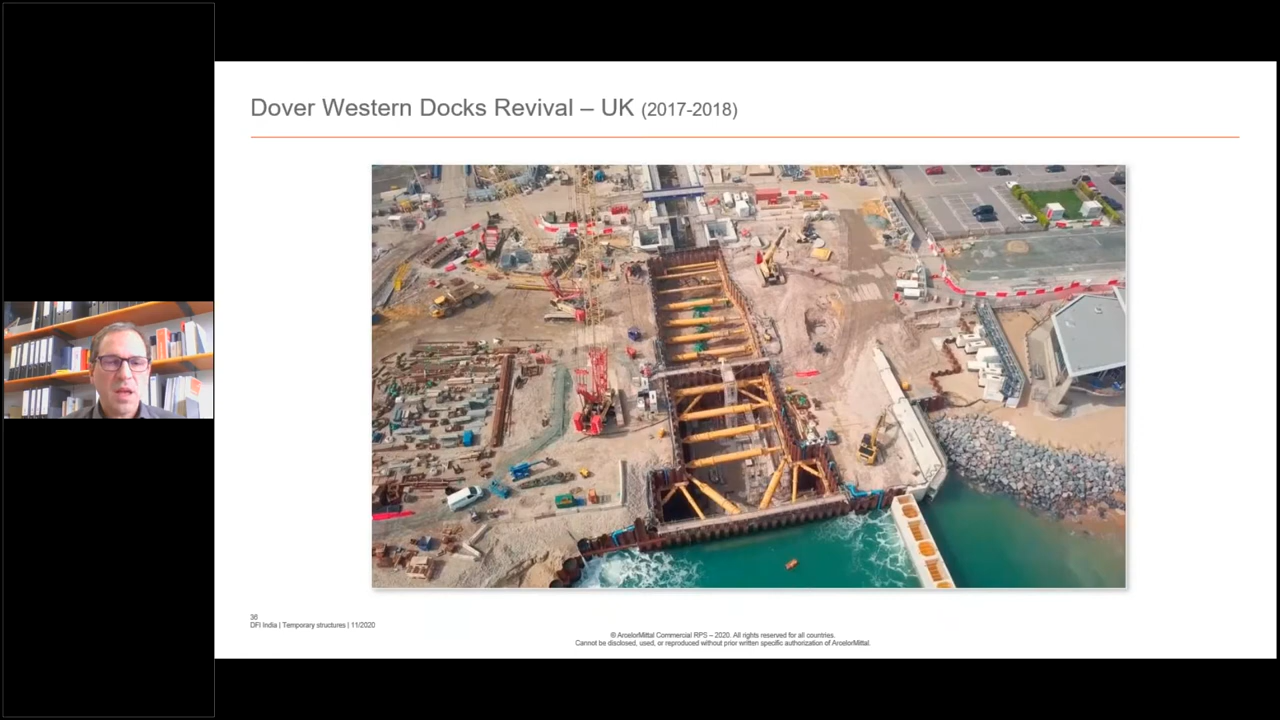 Dover Western Docks Revival – UK (2017-2018)
36
DFI India | Temporary structures | 11/2020
© ArcelorMittal Commercial RPS – 2020. All rights reserved for all countries.
Cannot be disclosed, used, or reproduced without prior written specific authorization of ArcelorMittal.